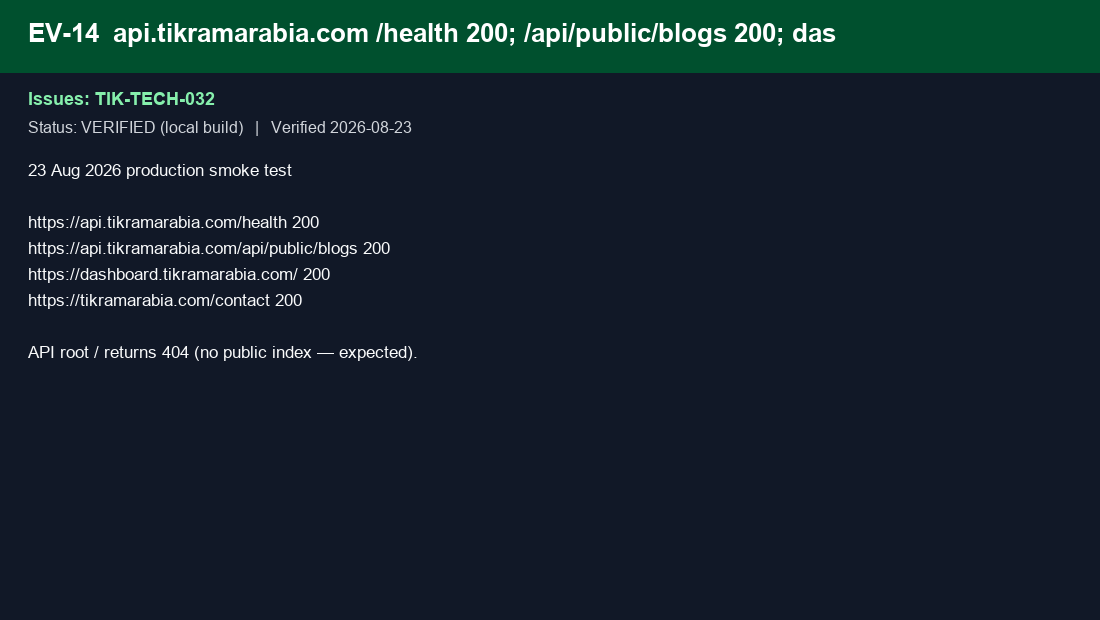 EV-14  api.tikramarabia.com /health 200; /api/public/blogs 200; das
Issues: TIK-TECH-032
Status: VERIFIED (local build)  |  Verified 2026-08-23
23 Aug 2026 production smoke test
https://api.tikramarabia.com/health 200
https://api.tikramarabia.com/api/public/blogs 200
https://dashboard.tikramarabia.com/ 200
https://tikramarabia.com/contact 200
API root / returns 404 (no public index — expected).